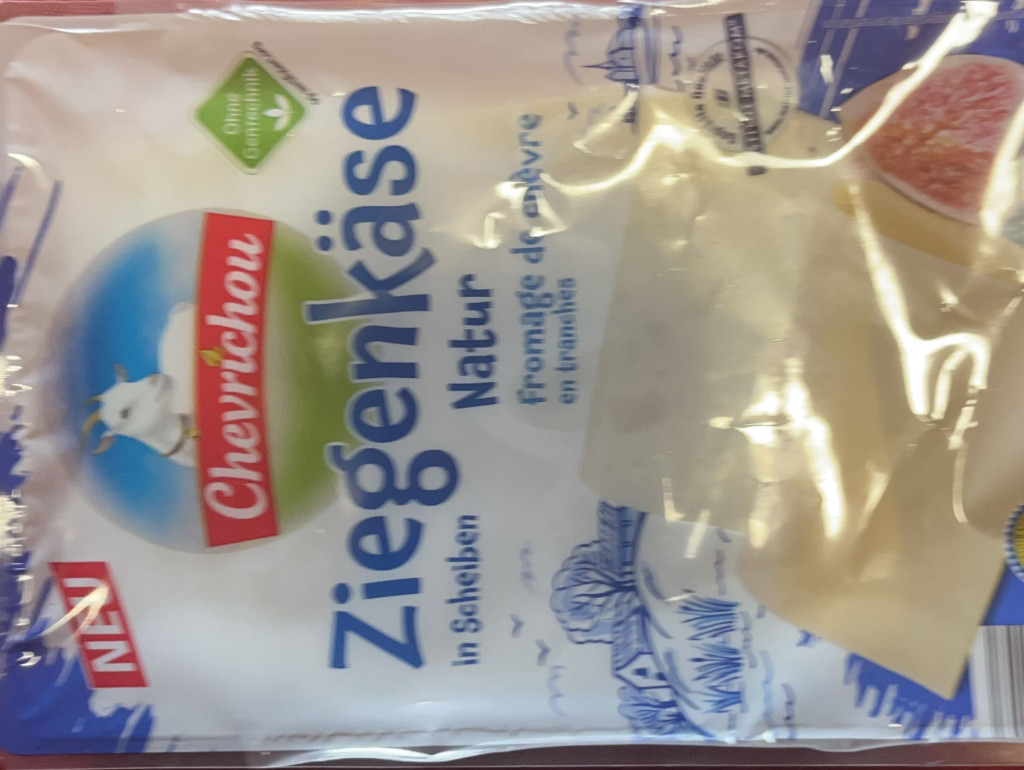 NEU
Chevrichou
Ohne
Gentechnik
Ziegenkäse
in Scheiben
Natur
Fromage de chèvre
en tranches